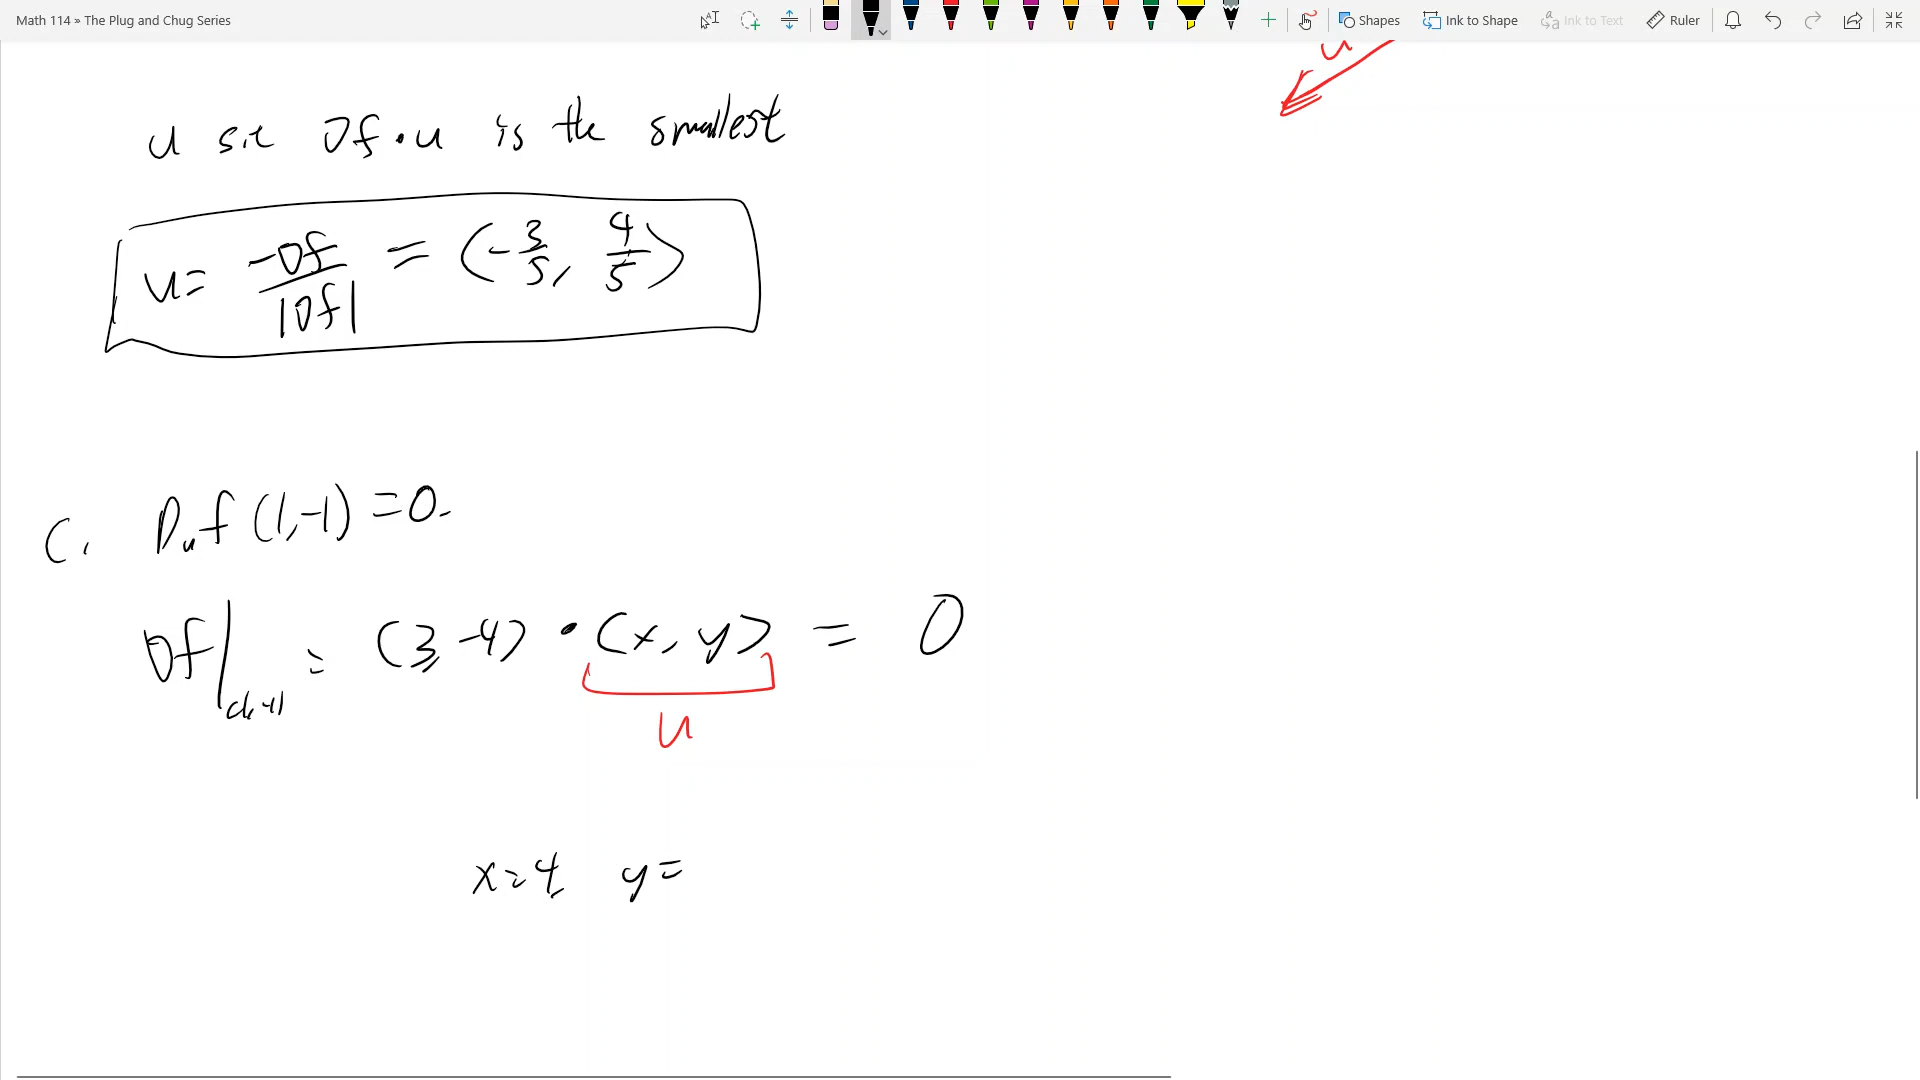 Math 114 » The Plug and Chug Series
Shapes
Ink to Shape
Ink to Text
Ruler
u
u s.t ∇f · u is the smallest
u = -∇f / |∇f| = ⟨-3/5, 4/5⟩
C. Duf (1,-1) = 0.
∇f|(1,-1) = ⟨3, -4⟩ · ⟨x, y⟩ = 0
u
x = 4 y =